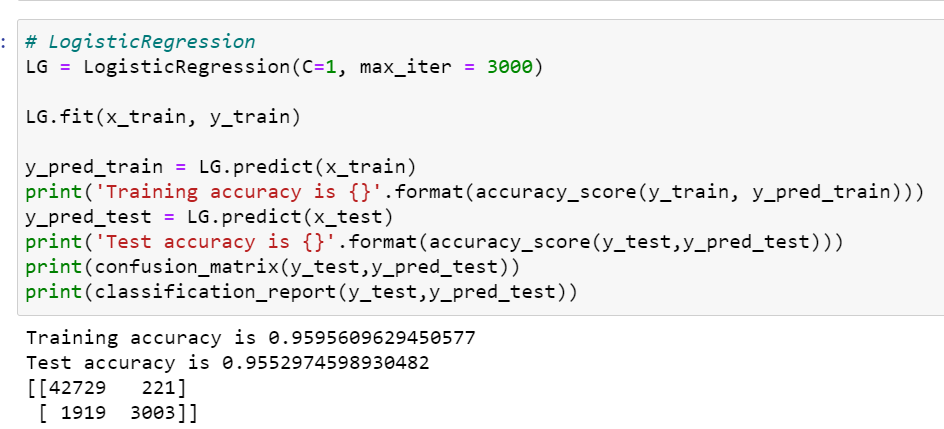 :
# LogisticRegression
LG = LogisticRegression(C=1, max_iter = 3000)
LG.fit(x_train, y_train)
y_pred_train = LG.predict(x_train)
print('Training accuracy is {}'.format(accuracy_score(y_train, y_pred_train)))
y_pred_test = LG.predict(x_test)
print('Test accuracy is {}'.format(accuracy_score(y_test,y_pred_test)))
print(confusion_matrix(y_test,y_pred_test))
print(classification_report(y_test,y_pred_test))
Training accuracy is 0.9595609629450577
Test accuracy is 0.9552974598930482
[[42729   221]
 [ 1919  3003]]